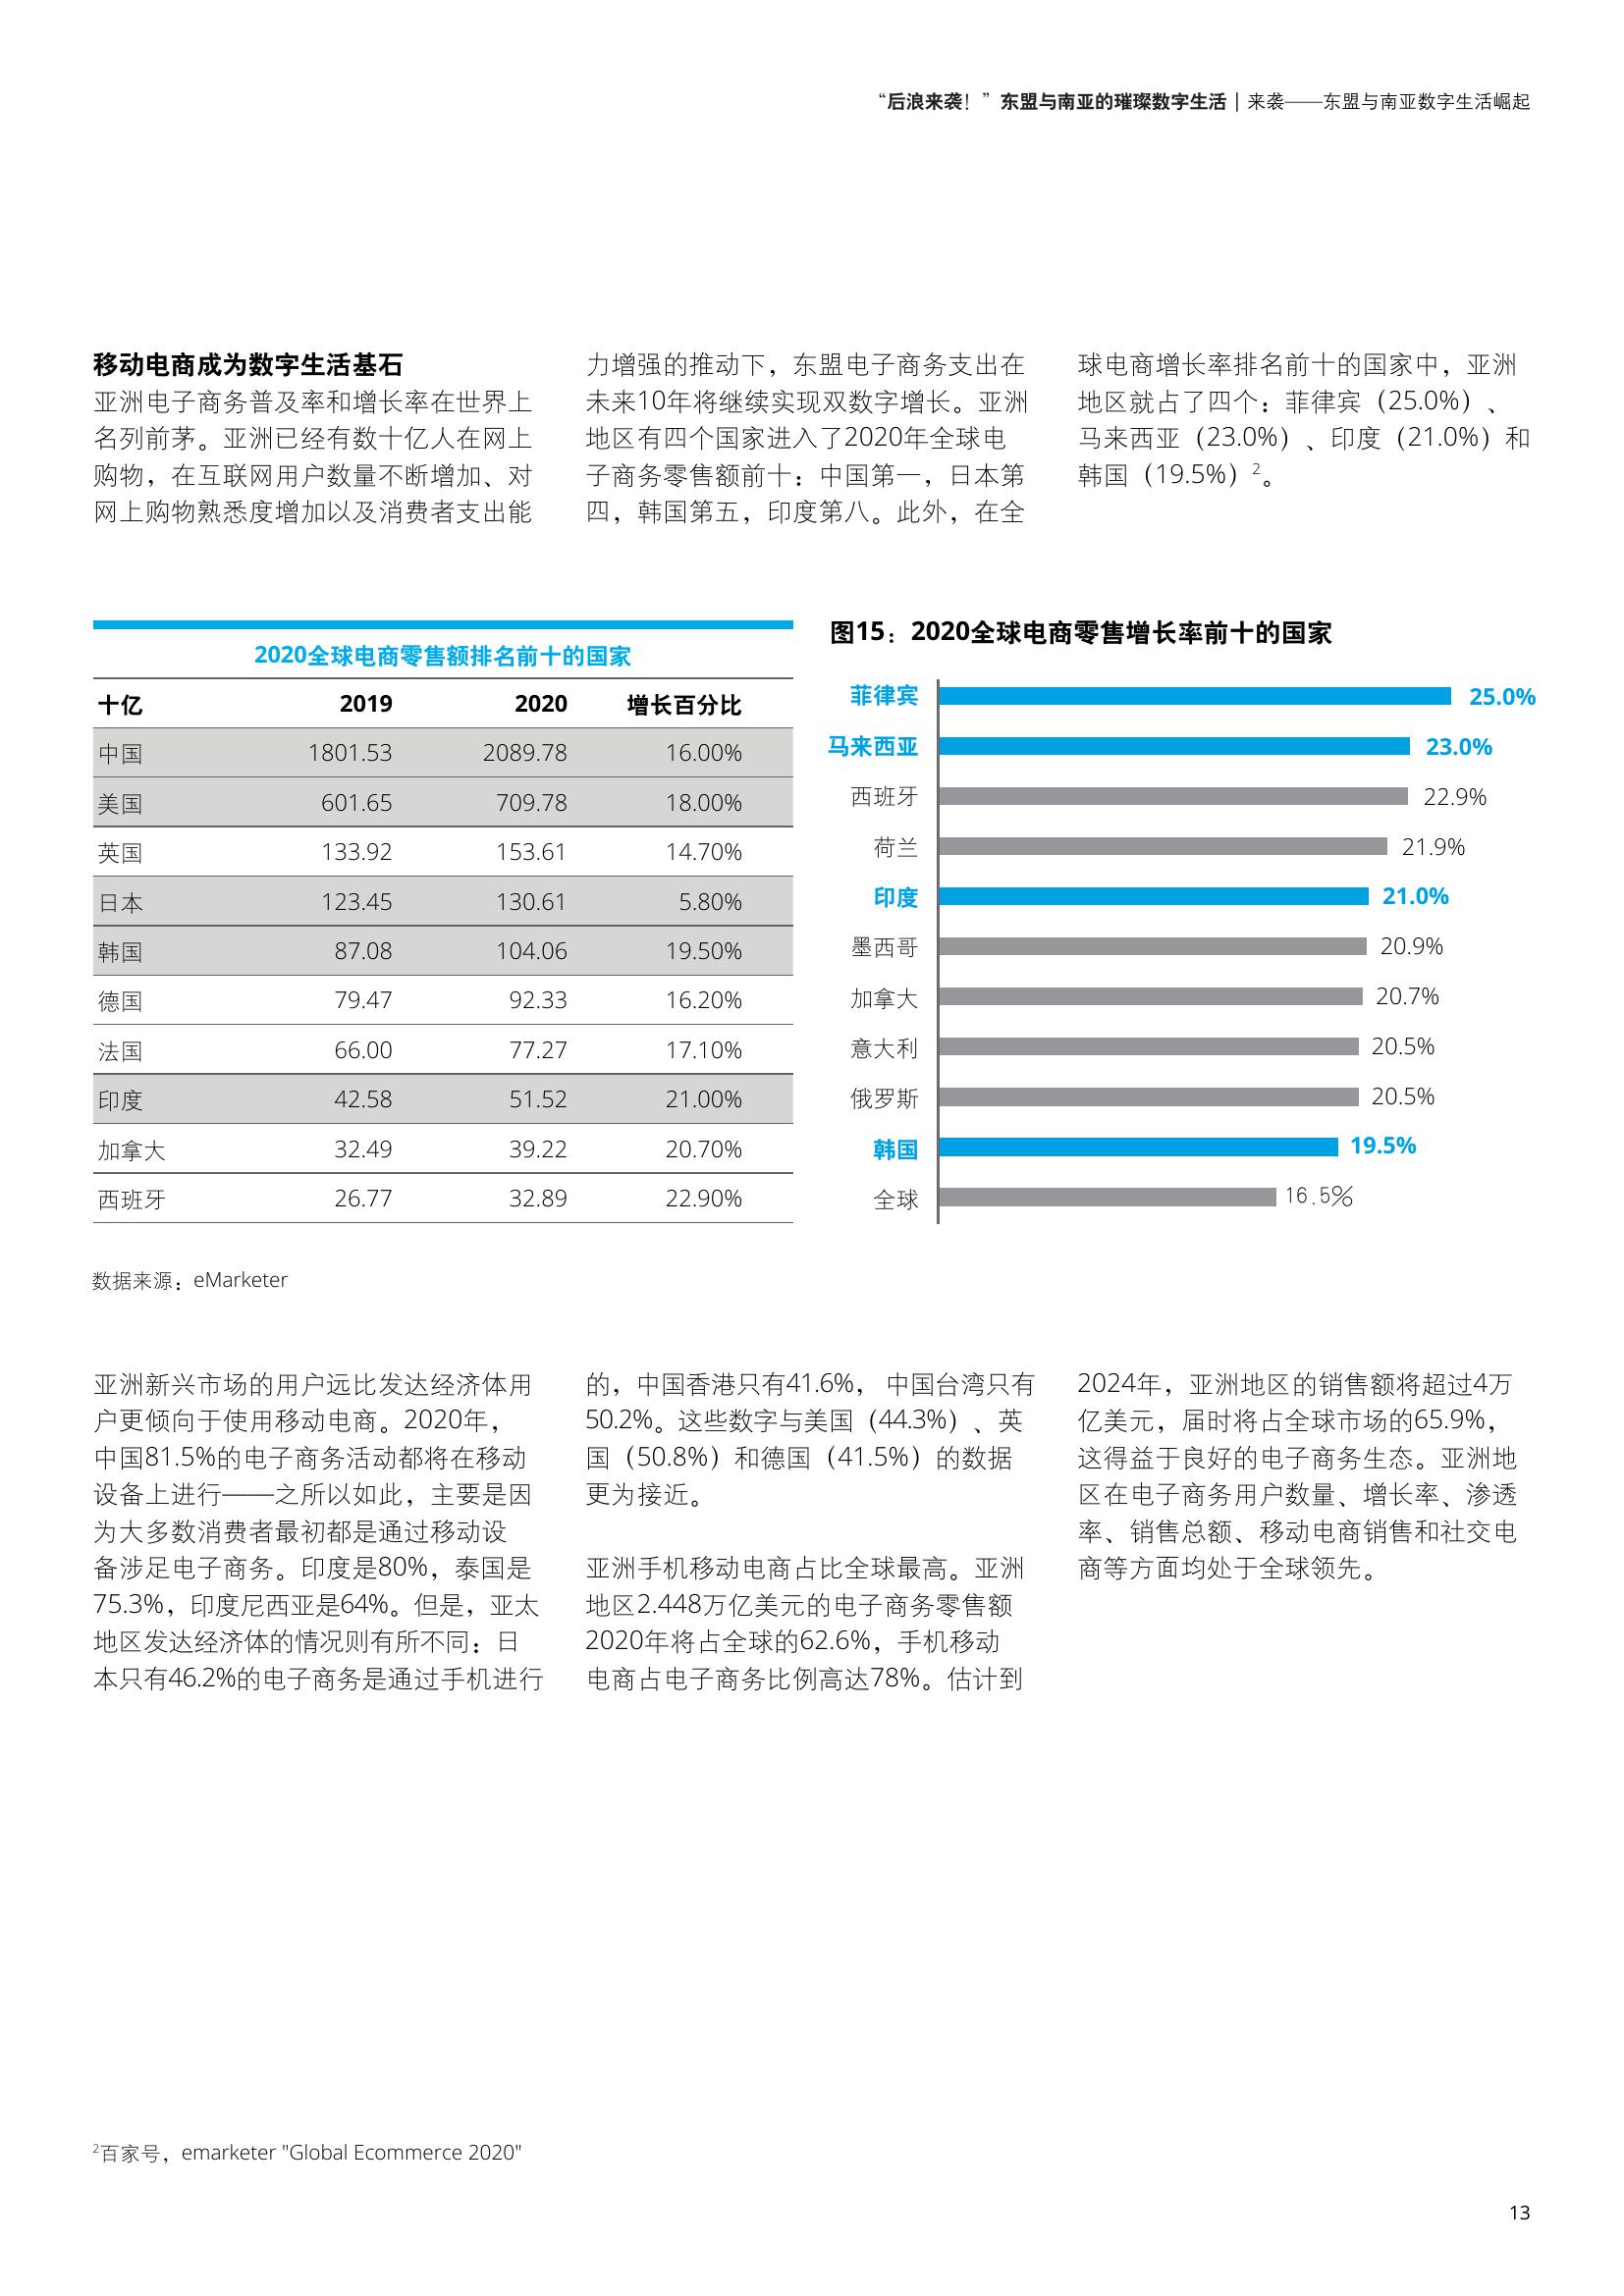 “后浪来袭！”东盟与南亚的璀璨数字生活 | 来袭——东盟与南亚数字生活崛起
移动电商成为数字生活基石
亚洲电子商务普及率和增长率在世界上
名列前茅。亚洲已经有数十亿人在网上
购物，在互联网用户数量不断增加、对
网上购物熟悉度增加以及消费者支出能
力增强的推动下，东盟电子商务支出在
未来10年将继续实现双数字增长。亚洲
地区有四个国家进入了2020年全球电
子商务零售额前十：中国第一，日本第
四，韩国第五，印度第八。此外，在全
球电商增长率排名前十的国家中，亚洲
地区就占了四个：菲律宾（25.0%）、
马来西亚（23.0%）、印度（21.0%）和
韩国（19.5%）2。
2020全球电商零售额排名前十的国家
十亿 2019 2020 增长百分比
中国 1801.53 2089.78 16.00%
美国 601.65 709.78 18.00%
英国 133.92 153.61 14.70%
日本 123.45 130.61 5.80%
韩国 87.08 104.06 19.50%
德国 79.47 92.33 16.20%
法国 66.00 77.27 17.10%
印度 42.58 51.52 21.00%
加拿大 32.49 39.22 20.70%
西班牙 26.77 32.89 22.90%
图15：2020全球电商零售增长率前十的国家
菲律宾 25.0%
马来西亚 23.0%
西班牙 22.9%
荷兰 21.9%
印度 21.0%
墨西哥 20.9%
加拿大 20.7%
意大利 20.5%
俄罗斯 20.5%
韩国 19.5%
全球 16.5%
数据来源：eMarketer
亚洲新兴市场的用户远比发达经济体用
户更倾向于使用移动电商。2020年，
中国81.5%的电子商务活动都将在移动
设备上进行——之所以如此，主要是因
为大多数消费者最初都是通过移动设
备涉足电子商务。印度是80%，泰国是
75.3%，印度尼西亚是64%。但是，亚太
地区发达经济体的情况则有所不同：日
本只有46.2%的电子商务是通过手机进行
的，中国香港只有41.6%， 中国台湾只有
50.2%。这些数字与美国（44.3%）、英
国（50.8%）和德国（41.5%）的数据
更为接近。
亚洲手机移动电商占比全球最高。亚洲
地区2.448万亿美元的电子商务零售额
2020年将占全球的62.6%，手机移动
电商占电子商务比例高达78%。估计到
2024年，亚洲地区的销售额将超过4万
亿美元，届时将占全球市场的65.9%，
这得益于良好的电子商务生态。亚洲地
区在电子商务用户数量、增长率、渗透
率、销售总额、移动电商销售和社交电
商等方面均处于全球领先。
2百家号，emarketer "Global Ecommerce 2020"
13